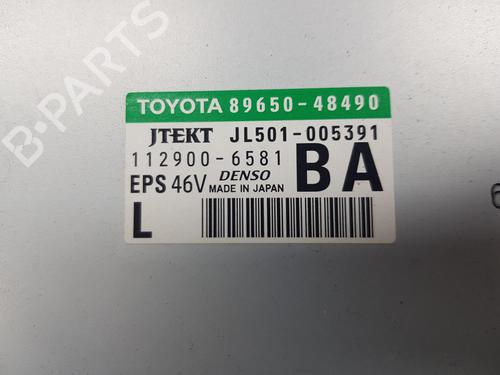 B-PARTS
TOYOTA 89650-48490
JTEKT JL501-005391
112900-6581
EPS 46V DENSO MADE IN JAPAN BA
L